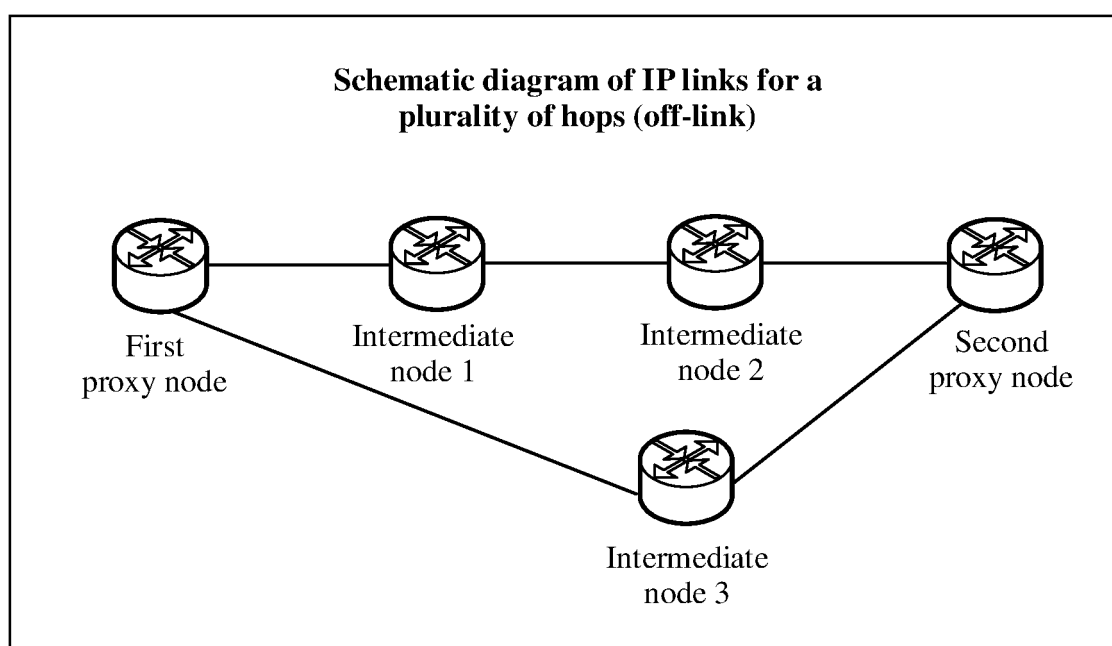 Schematic diagram of IP links for a
plurality of hops (off-link)
First
proxy node
Intermediate
node 1
Intermediate
node 2
Second
proxy node
Intermediate
node 3